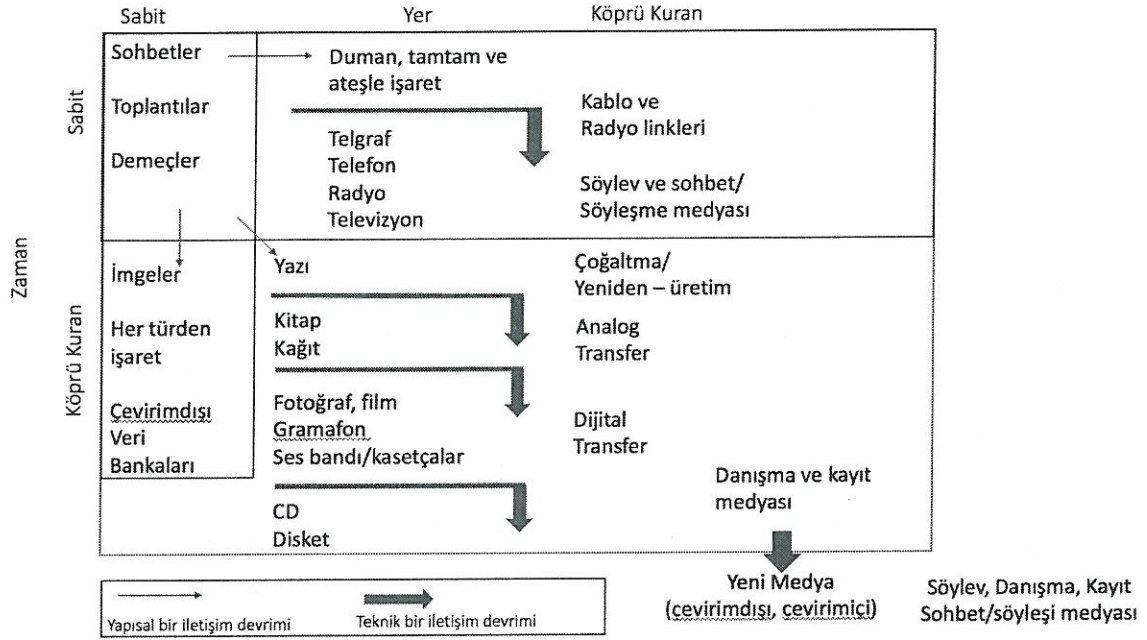 Sabit
Yer
Köprü Kuran
Zaman
Sabit
Sohbetler
Toplantılar
Demeçler
Duman, tamtam ve
ateşle işaret
Telgraf
Telefon
Radyo
Televizyon
Kablo ve
Radyo linkleri
Söylev ve sohbet/
Söyleşme medyası
Köprü Kuran
İmgeler
Her türden
işaret
Çevirimdışı
Veri
Bankaları
Yazı
Kitap
Kağıt
Fotoğraf, film
Gramafon
Ses bandı/kasetçalar
CD
Disket
Çoğaltma/
Yeniden – üretim
Analog
Transfer
Dijital
Transfer
Danışma ve kayıt
medyası
Yeni Medya
(çevirimdışı, çevirimiçi)
Söylev, Danışma, Kayıt
Sohbet/söyleşi medyası
Yapısal bir iletişim devrimi
Teknik bir iletişim devrimi